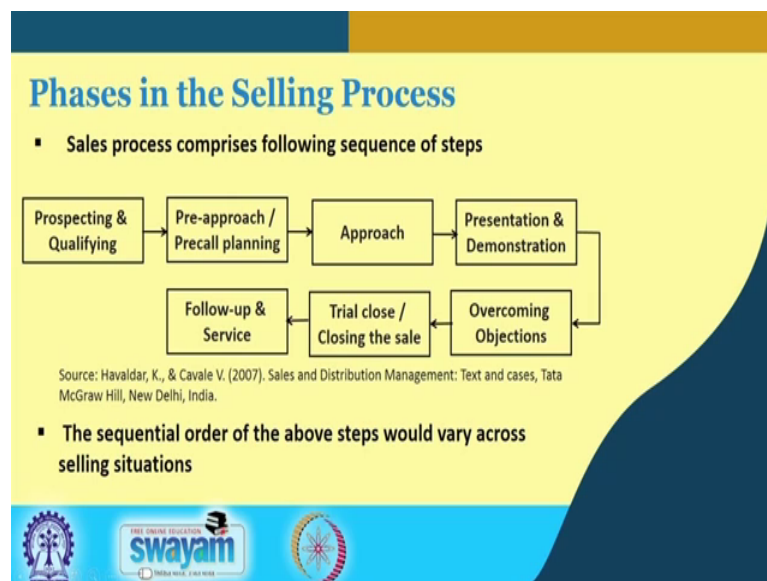 Phases in the Selling Process
▪ Sales process comprises following sequence of steps
Prospecting &
Qualifying
Pre-approach /
Precall planning
Approach
Presentation &
Demonstration
Overcoming
Objections
Trial close /
Closing the sale
Follow-up &
Service
Source: Havaldar, K., & Cavale V. (2007). Sales and Distribution Management: Text and cases, Tata
McGraw Hill, New Delhi, India.
▪ The sequential order of the above steps would vary across
selling situations
FREE ONLINE EDUCATION
swayam